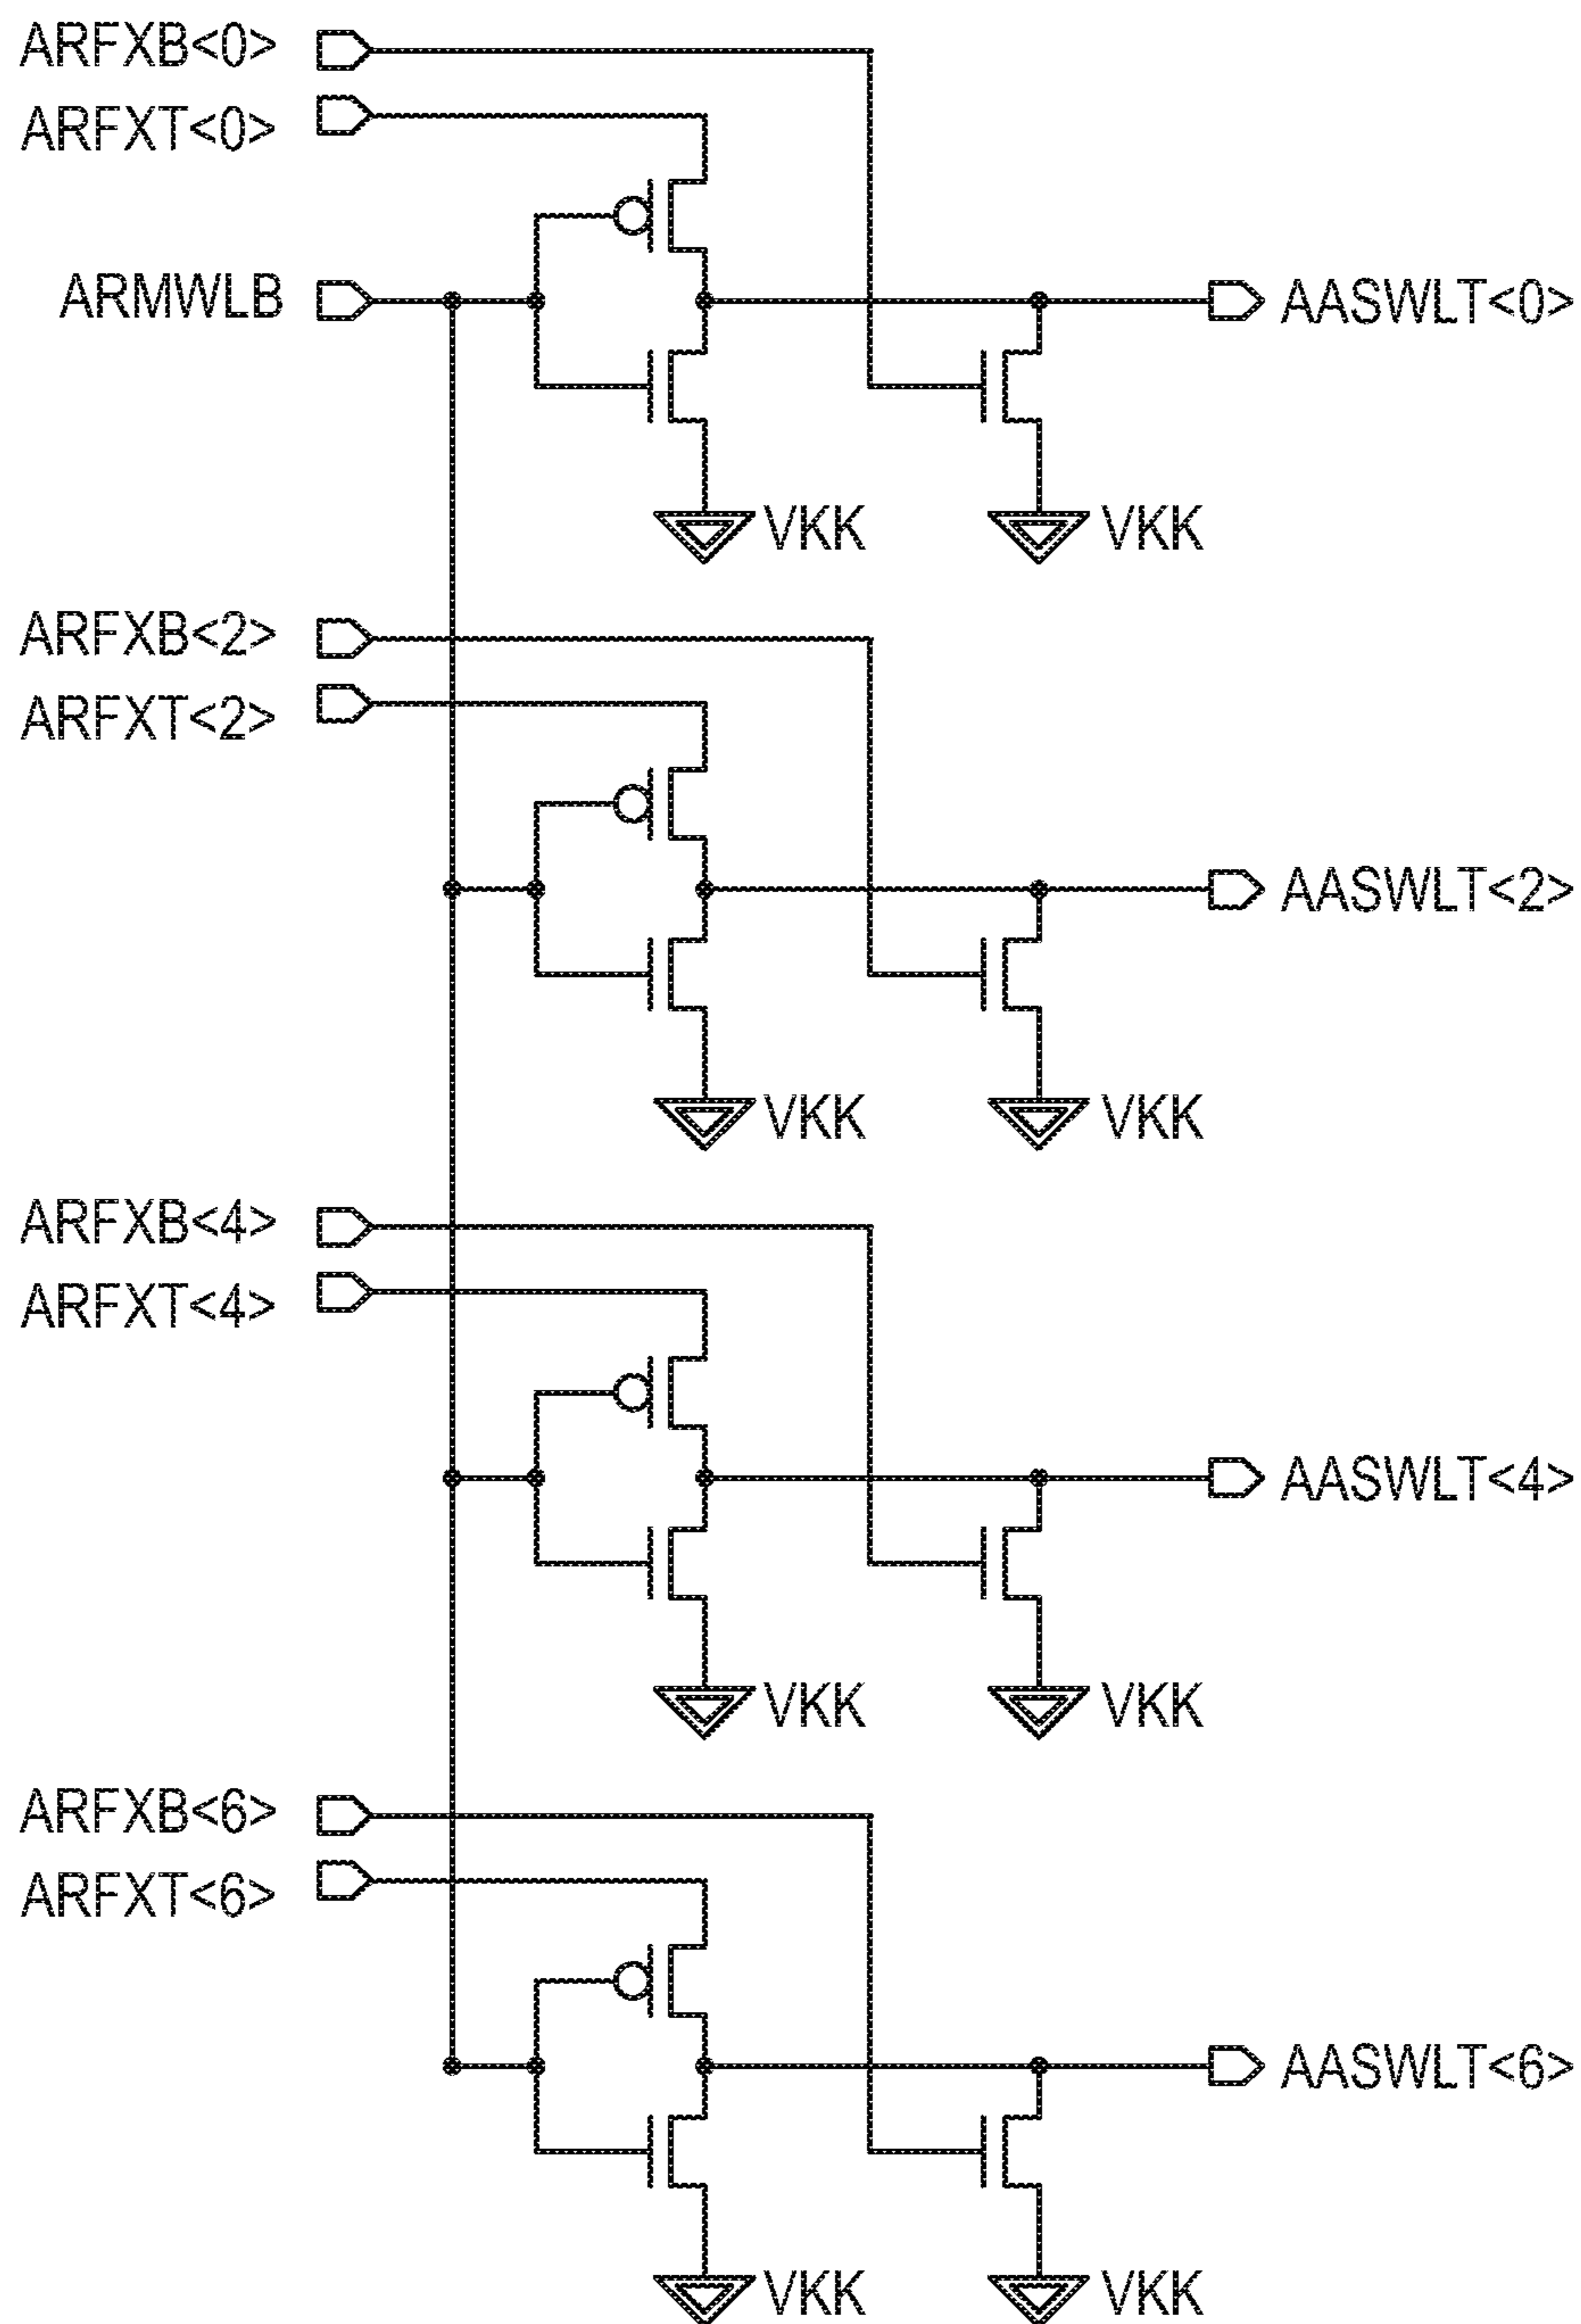 ARFXB<0>
ARFXT<0>
ARMWLB AASWLT<0>
VKK VKK
ARFXB<2>
ARFXT<2>
AASWLT<2>
VKK VKK
ARFXB<4>
ARFXT<4>
AASWLT<4>
VKK VKK
ARFXB<6>
ARFXT<6>
AASWLT<6>
VKK VKK